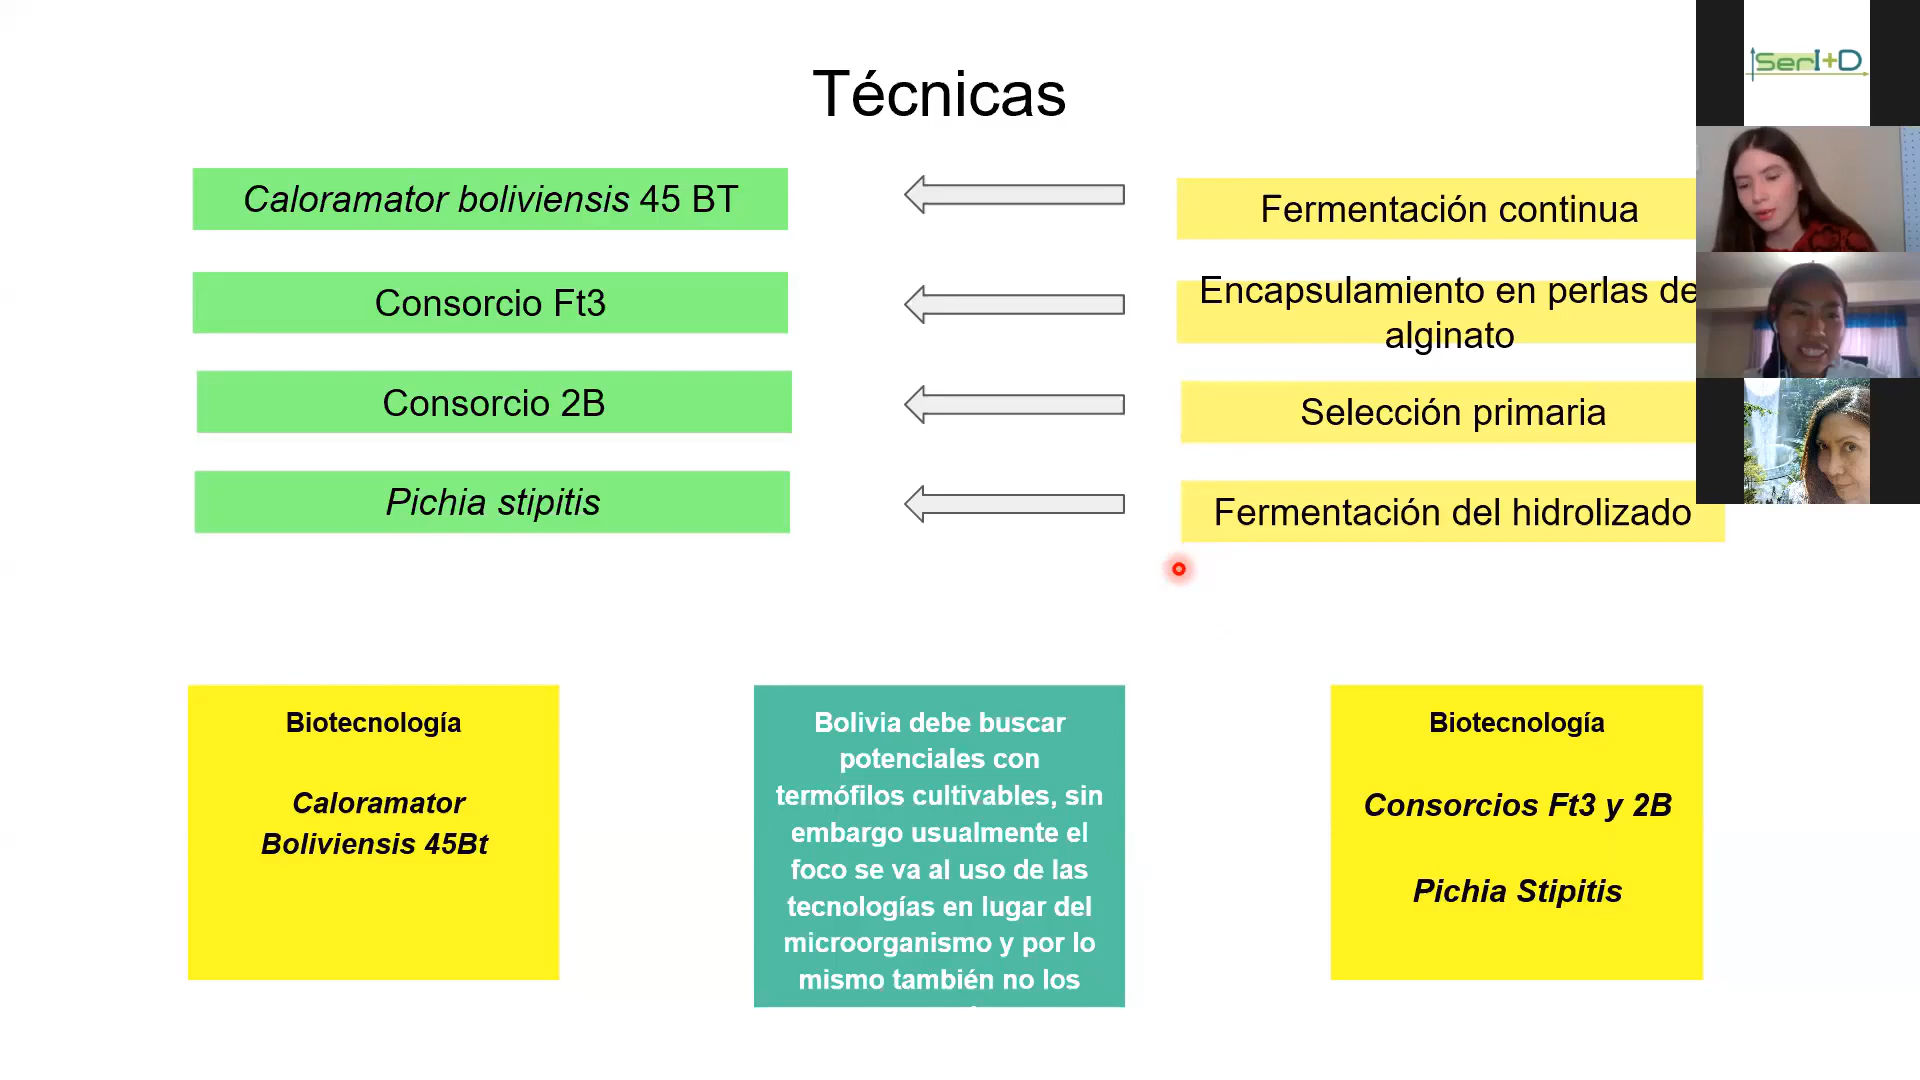 Técnicas
SerI+D
Caloramator boliviensis 45 BT
Fermentación continua
Consorcio Ft3
Encapsulamiento en perlas de
alginato
Consorcio 2B
Selección primaria
Pichia stipitis
Fermentación del hidrolizado
Biotecnología
Caloramator
Boliviensis 45Bt
Bolivia debe buscar
potenciales con
termófilos cultivables, sin
embargo usualmente el
foco se va al uso de las
tecnologías en lugar del
microorganismo y por lo
mismo también no los
Biotecnología
Consorcios Ft3 y 2B
Pichia Stipitis